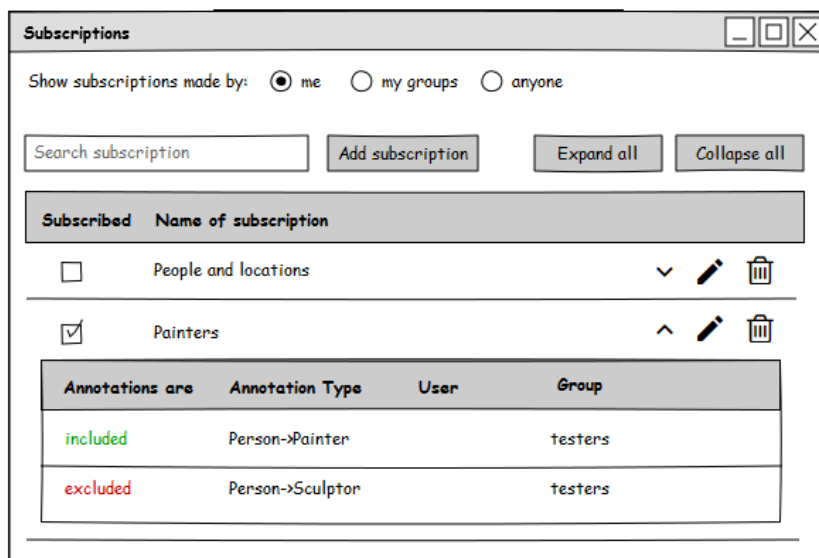 Subscriptions
Show subscriptions made by: me my groups anyone
Search subscription Add subscription Expand all Collapse all
Subscribed Name of subscription
People and locations
Painters
Annotations are Annotation Type User Group
included Person->Painter testers
excluded Person->Sculptor testers